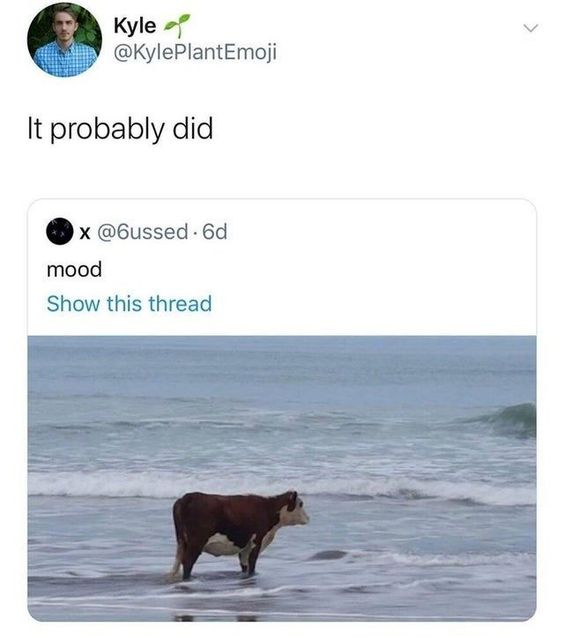 Kyle 🌱
@KylePlantEmoji
It probably did
x @6ussed · 6d
mood
Show this thread